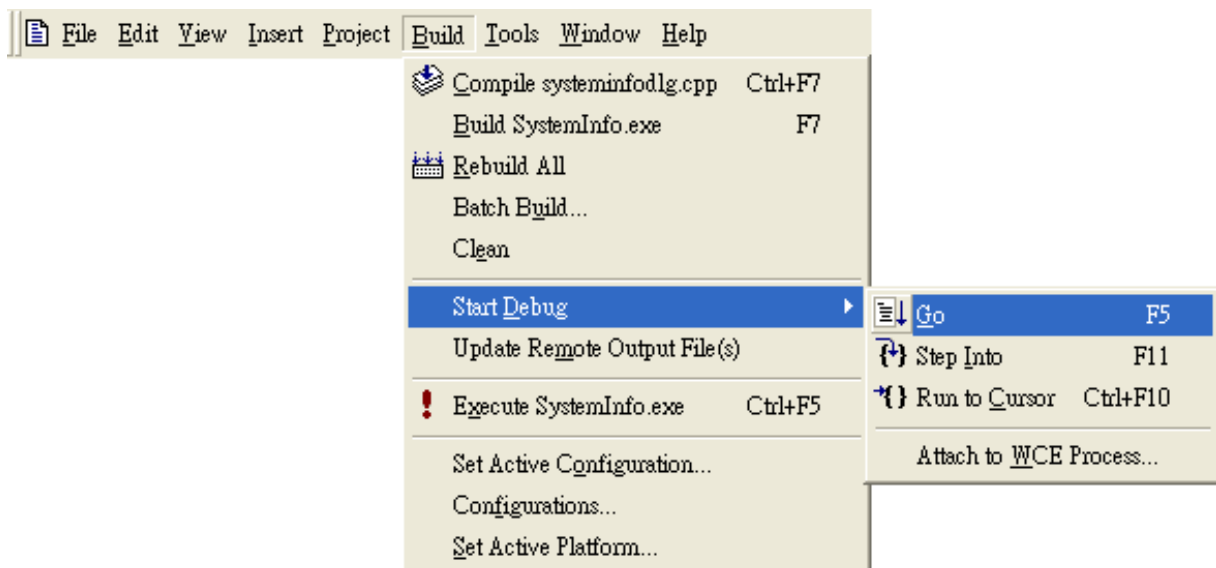 File Edit View Insert Project Build Tools Window Help
Compile systeminfodlg.cpp Ctrl+F7
Build SystemInfo.exe F7
Rebuild All
Batch Build...
Clean
Start Debug
Update Remote Output File(s)
Execute SystemInfo.exe Ctrl+F5
Set Active Configuration...
Configurations...
Set Active Platform...
Go F5
Step Into F11
Run to Cursor Ctrl+F10
Attach to WCE Process...